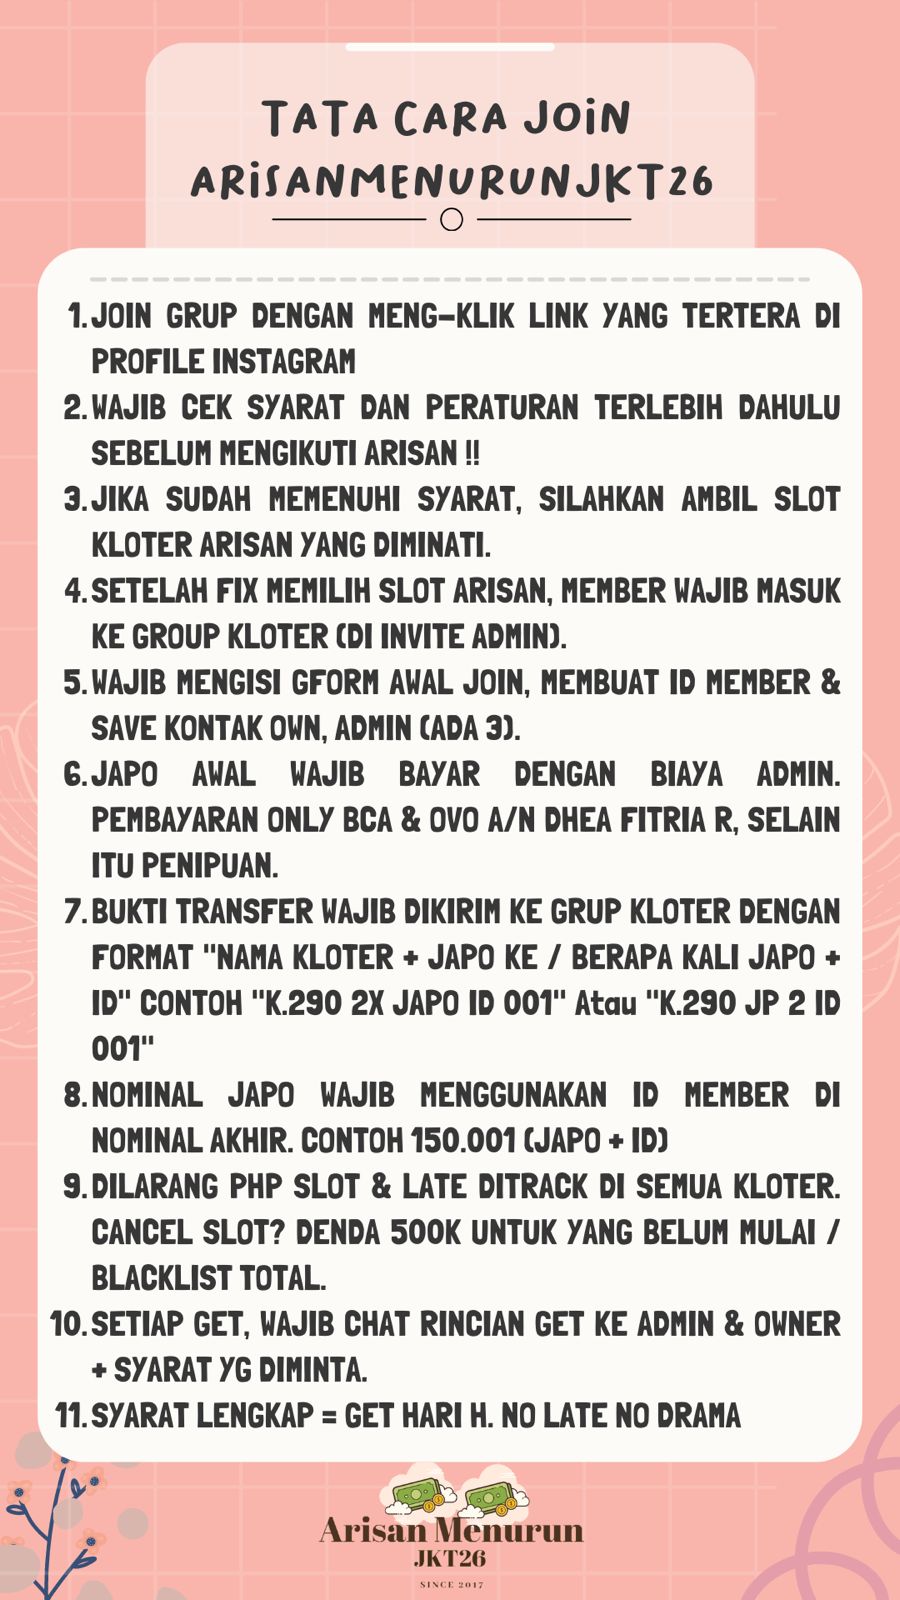 TATA CARA JOiN
ARiSANMENURUNJKT26
1. JOIN GRUP DENGAN MENG-KLIK LINK YANG TERTERA DI
PROFILE INSTAGRAM
2. WAJIB CEK SYARAT DAN PERATURAN TERLEBIH DAHULU
SEBELUM MENGIKUTI ARISAN !!
3. JIKA SUDAH MEMENUHI SYARAT, SILAHKAN AMBIL SLOT
KLOTER ARISAN YANG DIMINATI.
4. SETELAH FIX MEMILIH SLOT ARISAN, MEMBER WAJIB MASUK
KE GROUP KLOTER (DI INVITE ADMIN).
5. WAJIB MENGISI GFORM AWAL JOIN, MEMBUAT ID MEMBER &
SAVE KONTAK OWN, ADMIN (ADA 3).
6. JAPO AWAL WAJIB BAYAR DENGAN BIAYA ADMIN.
PEMBAYARAN ONLY BCA & OVO A/N DHEA FITRIA R, SELAIN
ITU PENIPUAN.
7. BUKTI TRANSFER WAJIB DIKIRIM KE GRUP KLOTER DENGAN
FORMAT "NAMA KLOTER + JAPO KE / BERAPA KALI JAPO +
ID" CONTOH "K.290 2X JAPO ID 001" Atau "K.290 JP 2 ID
001"
8. NOMINAL JAPO WAJIB MENGGUNAKAN ID MEMBER DI
NOMINAL AKHIR. CONTOH 150.001 (JAPO + ID)
9. DILARANG PHP SLOT & LATE DITRACK DI SEMUA KLOTER.
CANCEL SLOT? DENDA 500K UNTUK YANG BELUM MULAI /
BLACKLIST TOTAL.
10. SETIAP GET, WAJIB CHAT RINCIAN GET KE ADMIN & OWNER
+ SYARAT YG DIMINTA.
11. SYARAT LENGKAP = GET HARI H. NO LATE NO DRAMA
Arisan Menurun
JKT26
SINCE 2017